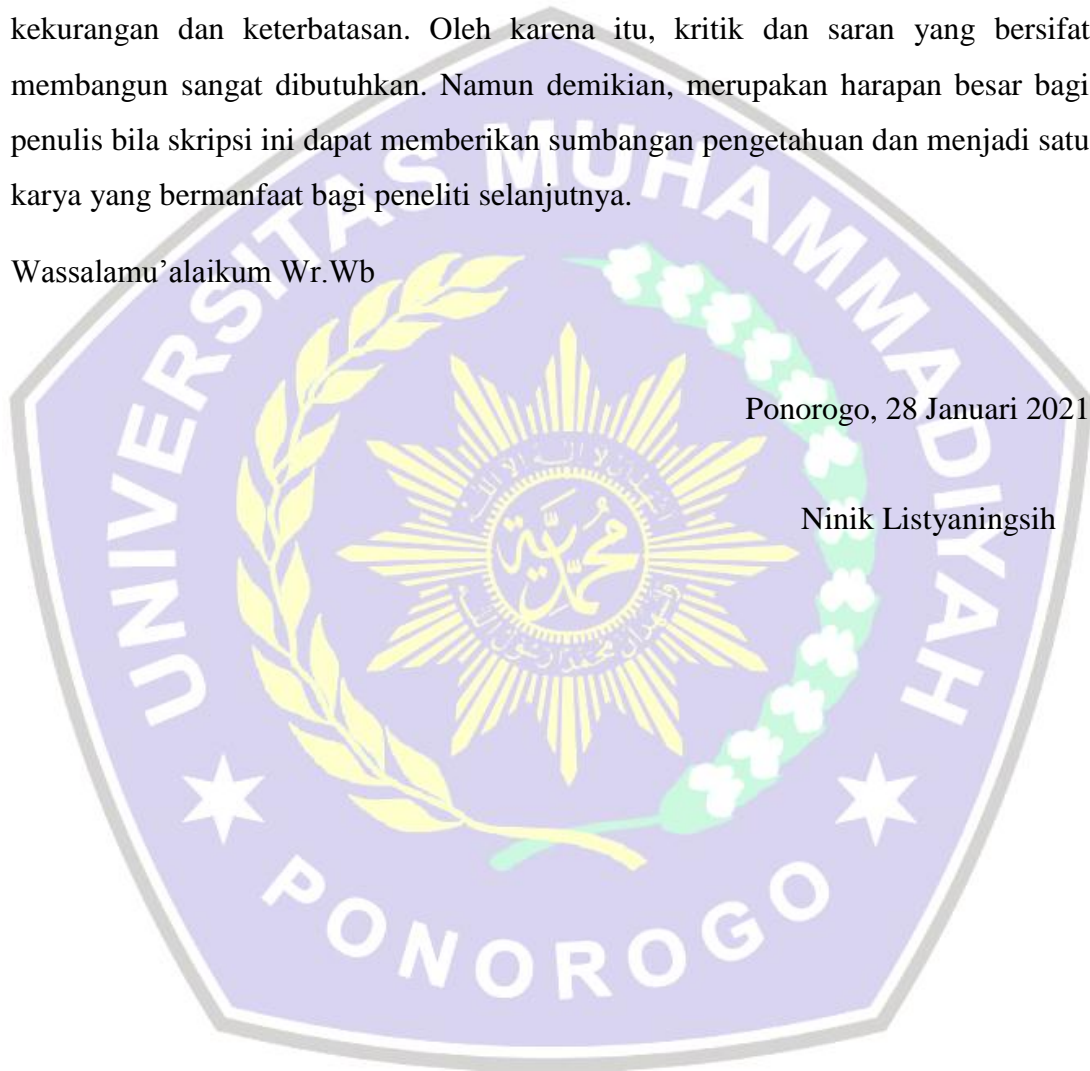 kekurangan dan keterbatasan. Oleh karena itu, kritik dan saran yang bersifat
membangun sangat dibutuhkan. Namun demikian, merupakan harapan besar bagi
penulis bila skripsi ini dapat memberikan sumbangan pengetahuan dan menjadi satu
karya yang bermanfaat bagi peneliti selanjutnya.
Wassalamu’alaikum Wr.Wb
Ponorogo, 28 Januari 2021
Ninik Listyaningsih
UNIVERSITAS MUHAMMADIYAH
PONOROGO
محمدية